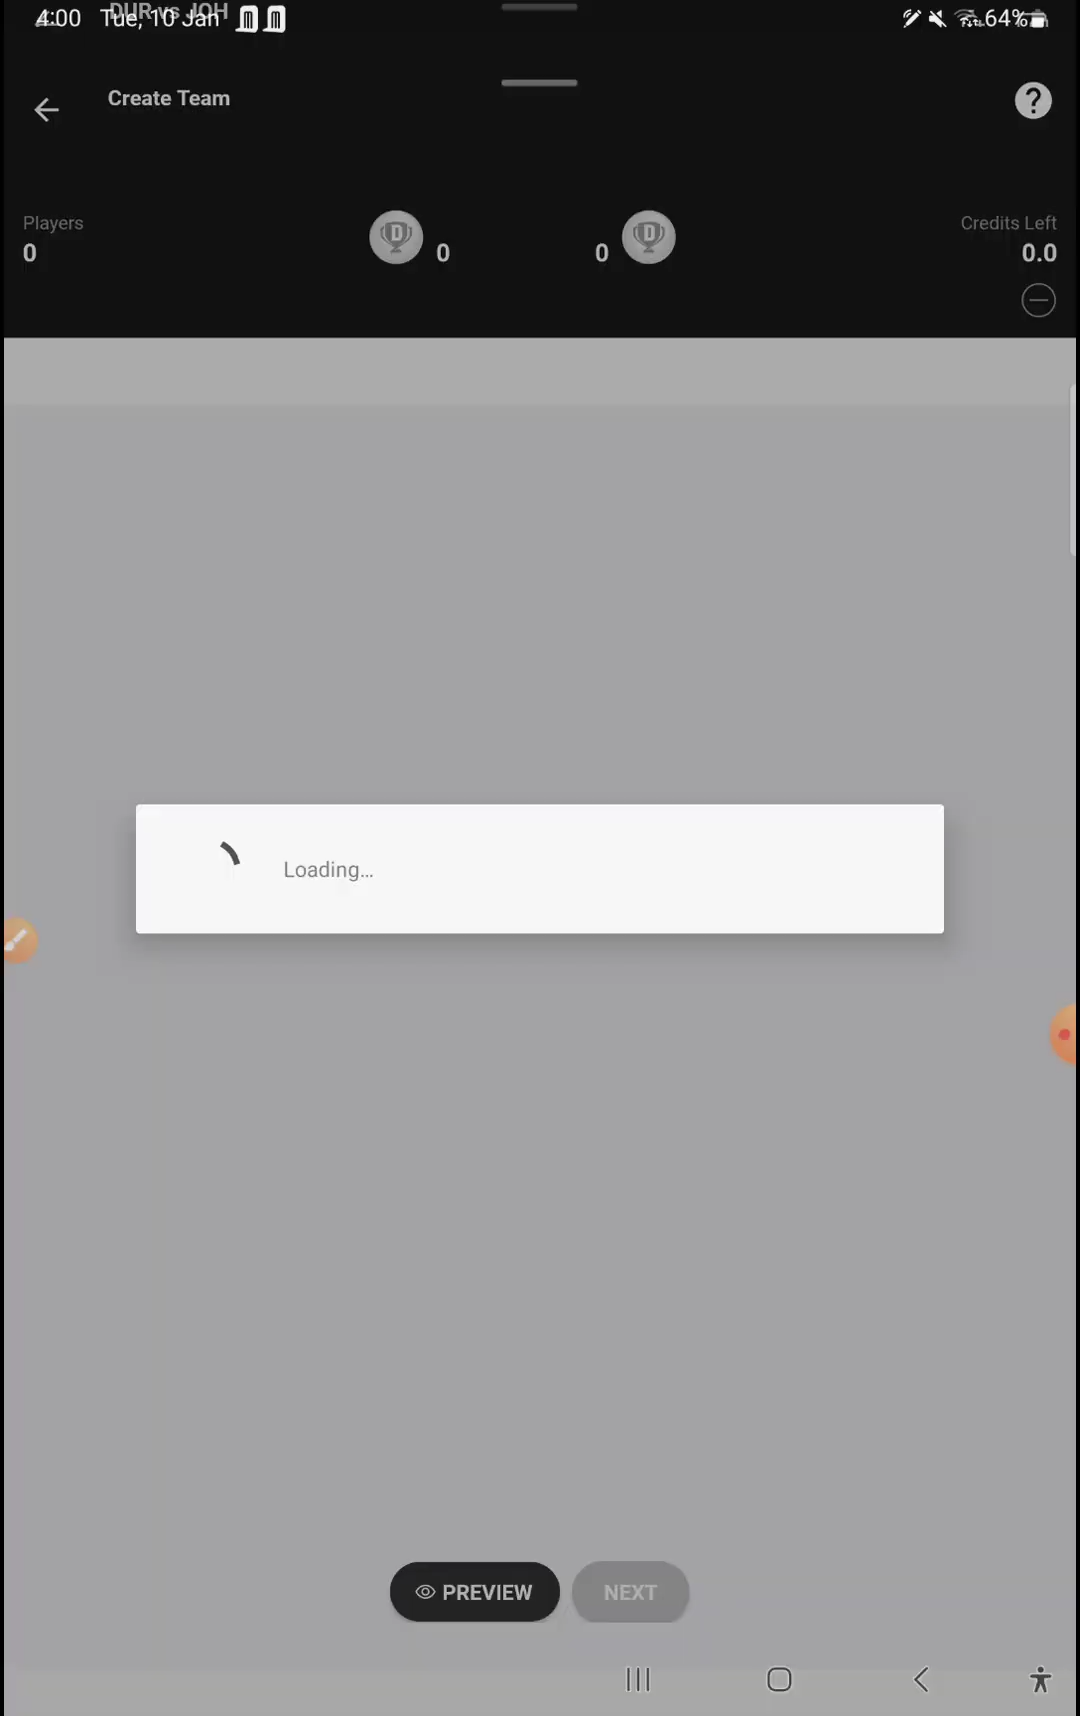 4:00 Tue, 10 Jan 64%
DUR vs JOH
Create Team
?
Players
0
D 0
0 D
Credits Left
0.0
Loading...
PREVIEW
NEXT